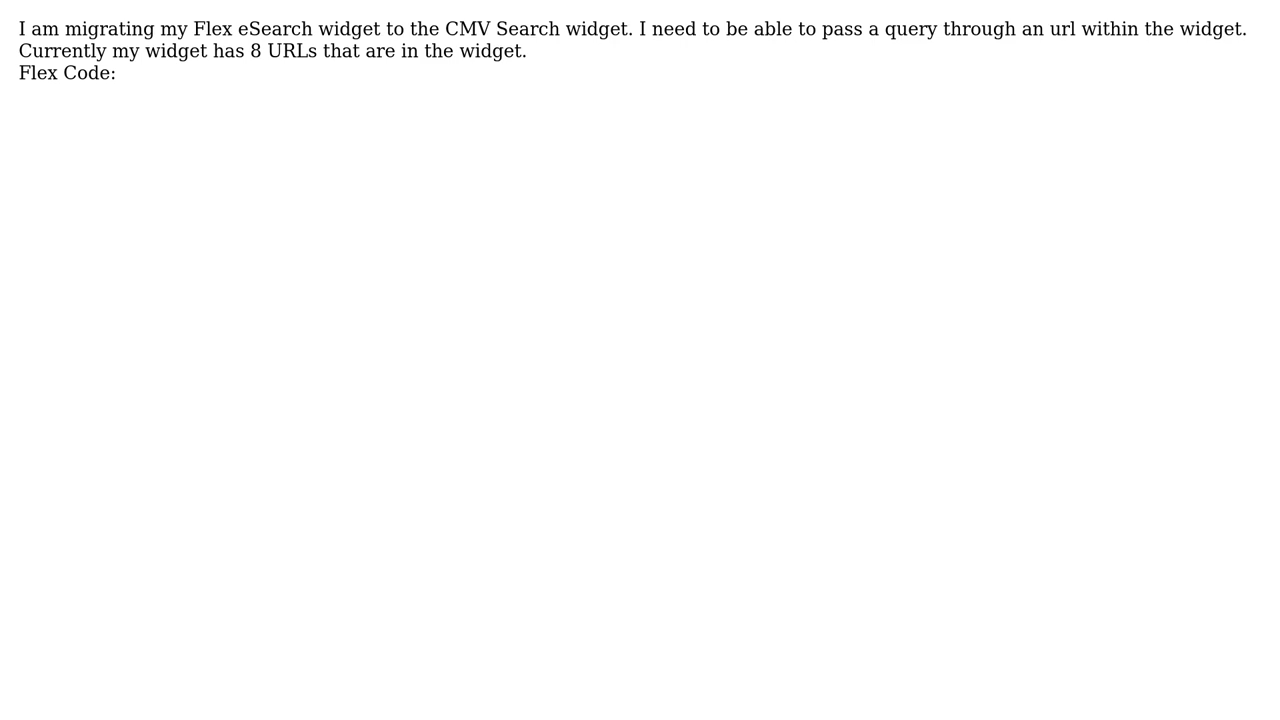 I am migrating my Flex eSearch widget to the CMV Search widget. I need to be able to pass a query through an url within the widget.
Currently my widget has 8 URLs that are in the widget.
Flex Code: